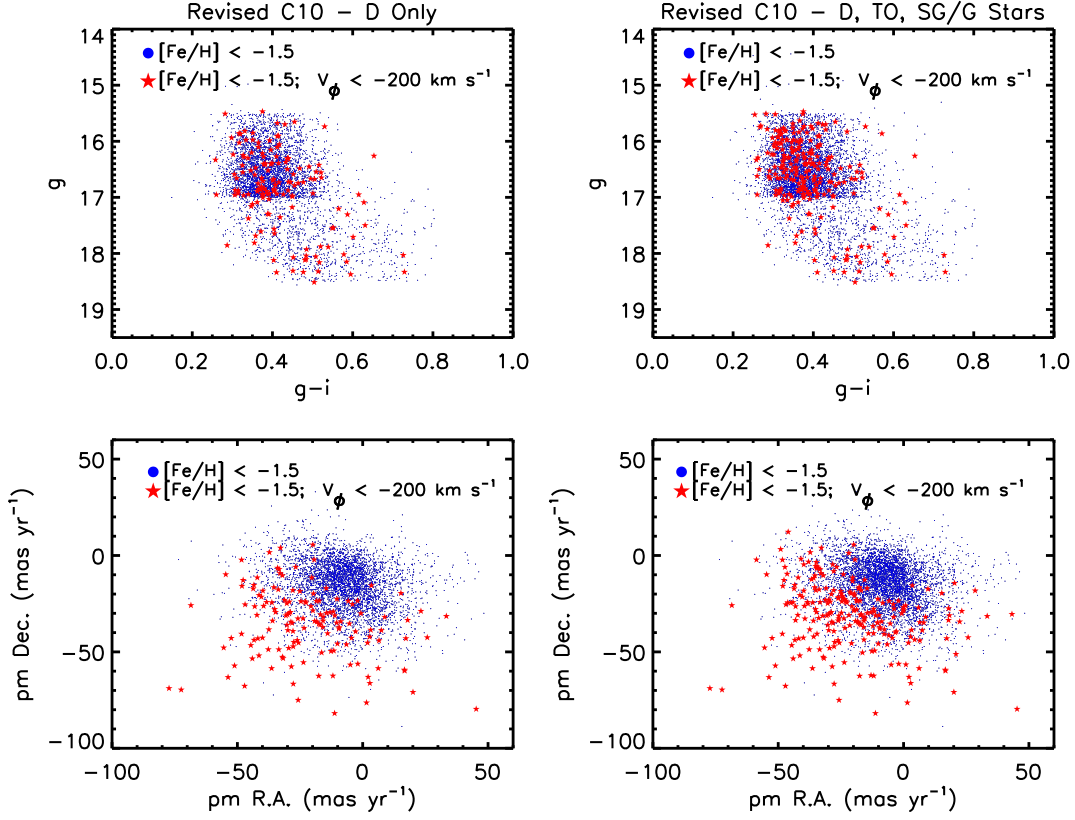 Revised C10 – D Only
14
15
16
17
18
19
g
[Fe/H] < −1.5
[Fe/H] < −1.5; Vϕ < −200 km s⁻¹
0.0 0.2 0.4 0.6 0.8 1.0
g−i
Revised C10 – D, TO, SG/G Stars
14
15
16
17
18
19
g
[Fe/H] < −1.5
[Fe/H] < −1.5; Vϕ < −200 km s⁻¹
0.0 0.2 0.4 0.6 0.8 1.0
g−i
50
0
−50
−100
pm Dec. (mas yr⁻¹)
[Fe/H] < −1.5
[Fe/H] < −1.5; Vϕ < −200 km s⁻¹
−100 −50 0 50
pm R.A. (mas yr⁻¹)
50
0
−50
−100
pm Dec. (mas yr⁻¹)
[Fe/H] < −1.5
[Fe/H] < −1.5; Vϕ < −200 km s⁻¹
−100 −50 0 50
pm R.A. (mas yr⁻¹)